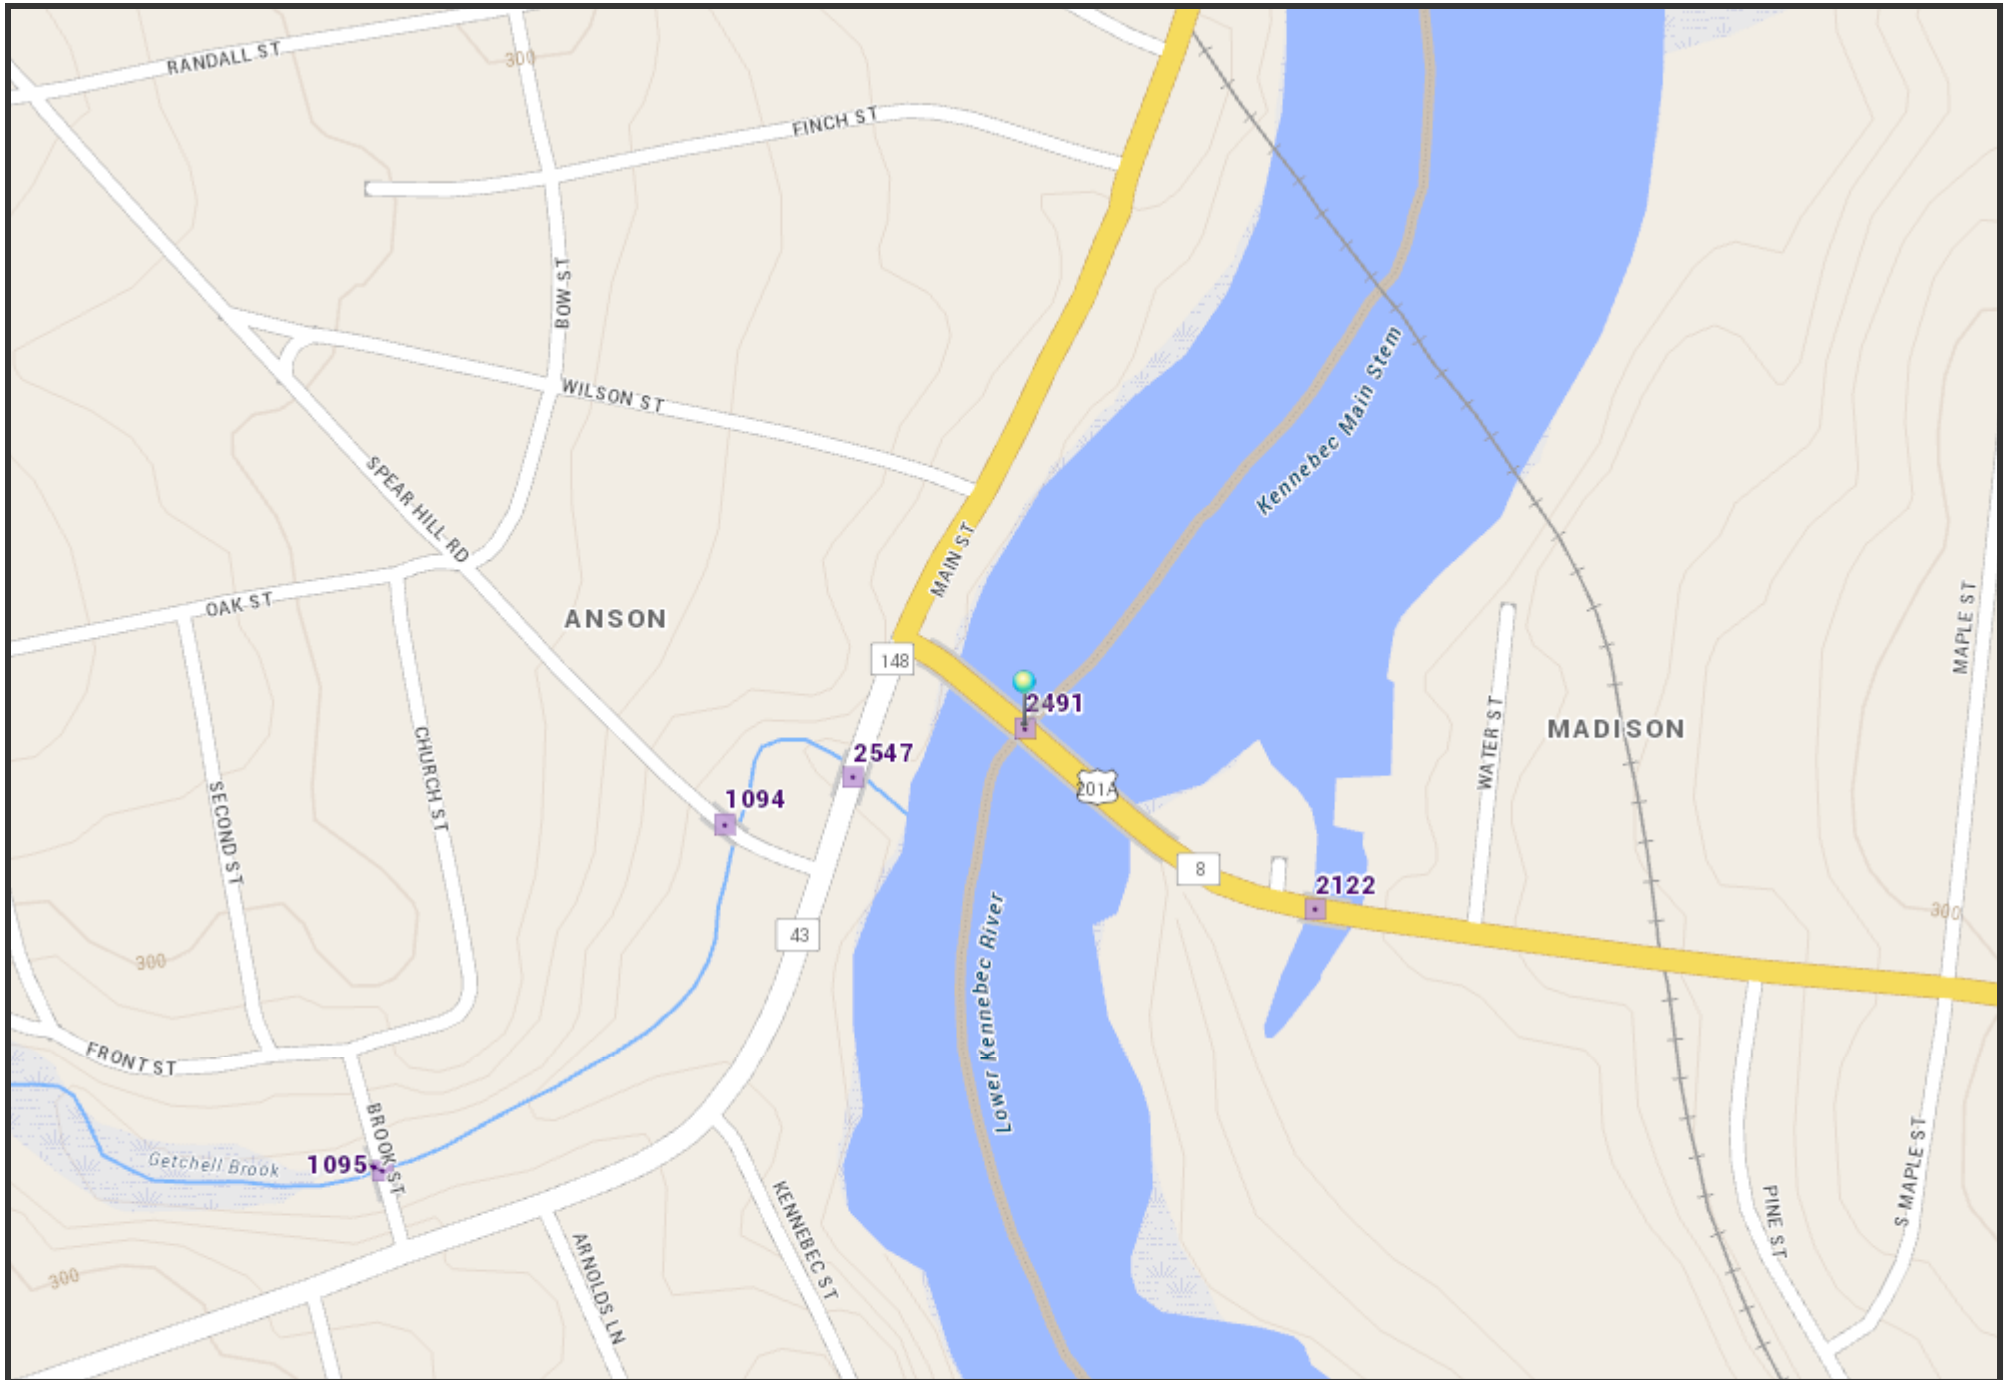 RANDALL ST
300
FINCH ST
BOW ST
WILSON ST
Kennebec Main Stem
SPEAR HILL RD
MAIN ST
OAK ST
ANSON
148
MAPLE ST
2491
MADISON
WATER ST
CHURCH ST
2547
201A
SECOND ST
1094
8
2122
300
43
300
Lower Kennebec River
FRONT ST
BROOK ST
Getchell Brook
1095
S MAPLE ST
PINE ST
KENNEBEC ST
300
ARNOLDS LN